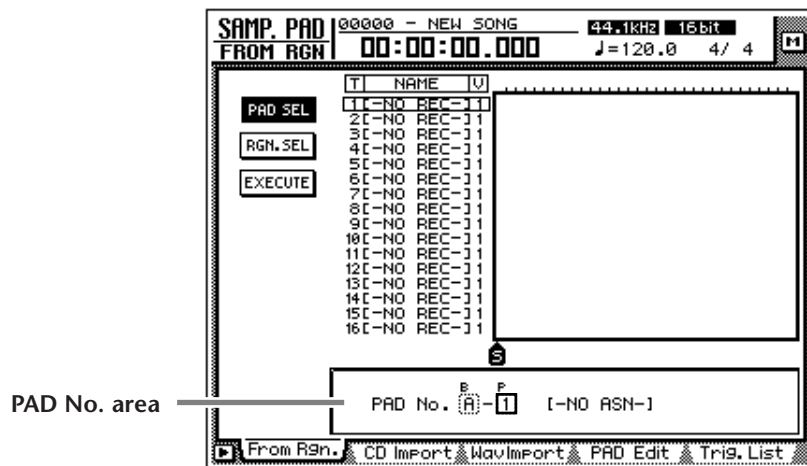 SAMP. PAD
FROM RGN
00000 - NEW SONG
00:00:00.000
44.1kHz 16bit
♩=120.0 4/ 4
M
PAD SEL
RGN.SEL
EXECUTE
T NAME V
1[-NO REC-]1
2[-NO REC-]1
3[-NO REC-]1
4[-NO REC-]1
5[-NO REC-]1
6[-NO REC-]1
7[-NO REC-]1
8[-NO REC-]1
9[-NO REC-]1
10[-NO REC-]1
11[-NO REC-]1
12[-NO REC-]1
13[-NO REC-]1
14[-NO REC-]1
15[-NO REC-]1
16[-NO REC-]1
S
B P
PAD No. A-1 [-NO ASN-]
PAD No. area
From Rgn. CD Import WavImport PAD Edit Trig. List